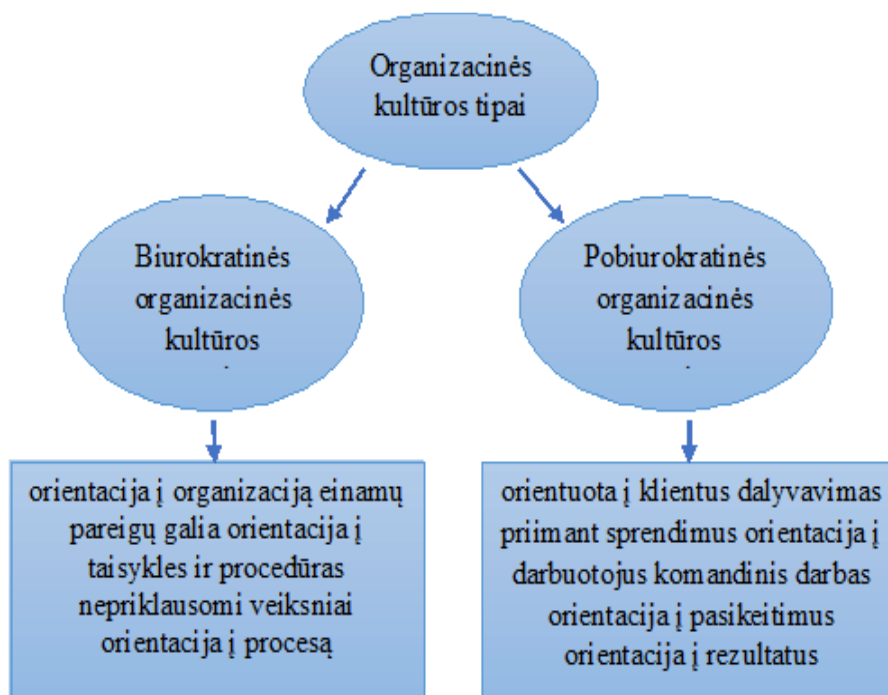 Organizacinės
kultūros tipai
Biurokratinės
organizacinės
kultūros
Pobiurokratinės
organizacinės
kultūros
orientacija į organizaciją einamų
pareigų galia orientacija į
taisykles ir procedūras
nepriklausomi veiksniai
orientacija į procesą
orientuota į klientus dalyvavimas
priimant sprendimus orientacija į
darbuotojus komandinis darbas
orientacija į pasikeitimus
orientacija į rezultatus